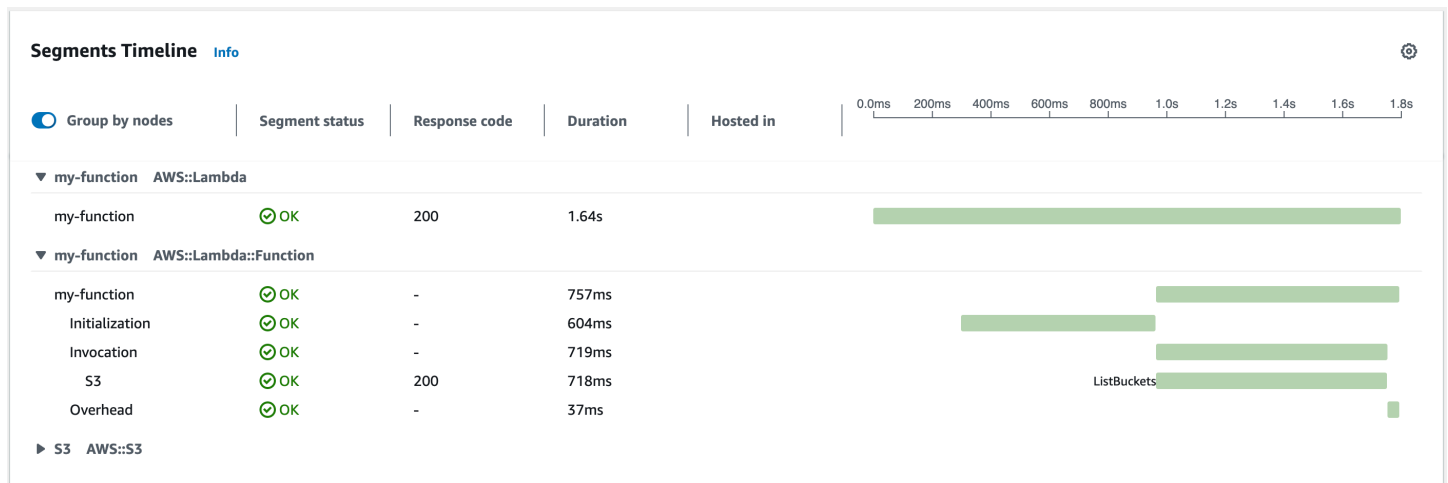 Segments Timeline Info
0.0ms 200ms 400ms 600ms 800ms 1.0s 1.2s 1.4s 1.6s 1.8s
Group by nodes Segment status Response code Duration Hosted in
my-function AWS::Lambda
my-function OK 200 1.64s
my-function AWS::Lambda::Function
my-function OK - 757ms
Initialization OK - 604ms
Invocation OK - 719ms
S3 OK 200 718ms ListBuckets
Overhead OK - 37ms
S3 AWS::S3